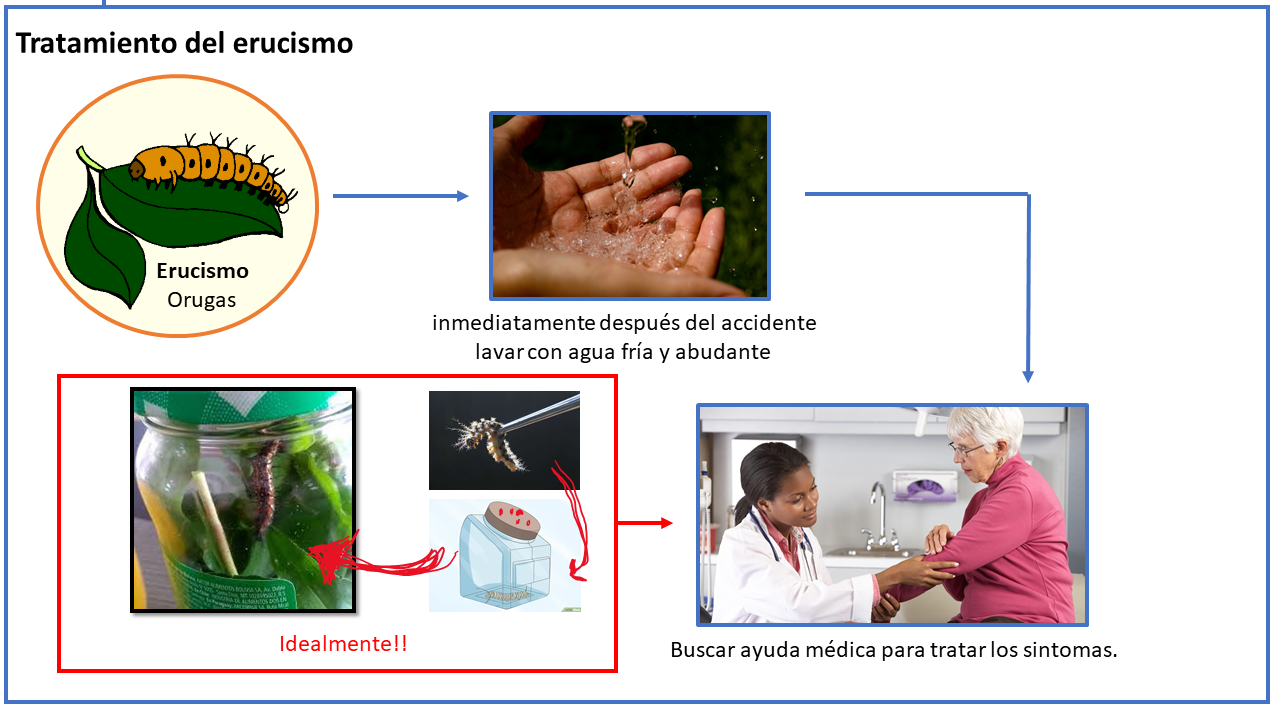 Tratamiento del erucismo
Erucismo
Orugas
inmediatamente después del accidente
lavar con agua fría y abudante
Idealmente!!
Buscar ayuda médica para tratar los sintomas.